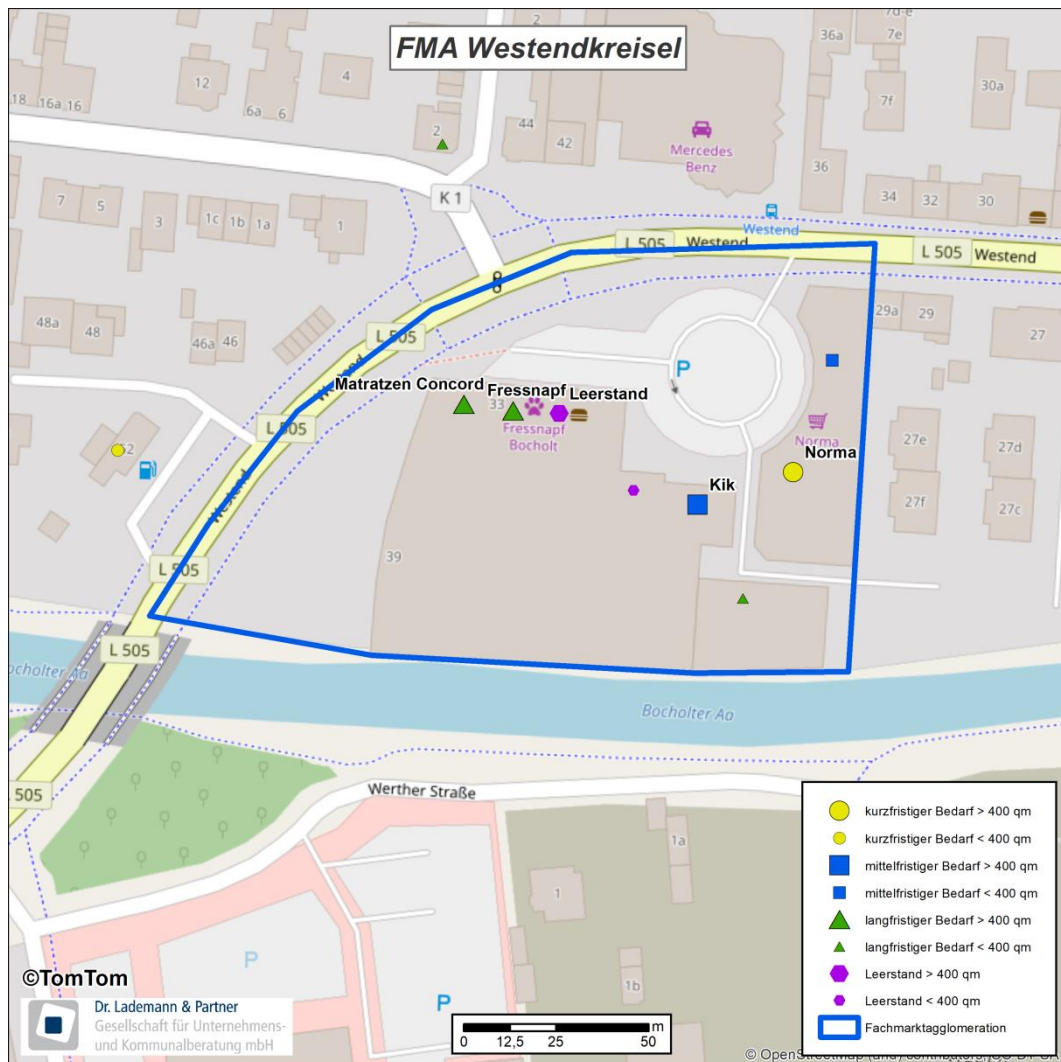 FMA Westendkreisel
2
7d-e
7e
36a
30a
12
4
18
16a
16
6a
6
2
44
42
7f
Mercedes
Benz
36
34
32
30
K 1
7
5
3
1c
1b
1a
1
Westend
L 505
Westend
L 505
Westend
48a
48
46a
46
L 505
29a
29
27
Westend
P
Matratzen Concord
Fressnapf
Leerstand
33
Fressnapf
Bocholt
Norma
Norma
L 505
52
27e
27d
Kik
27f
27c
Westend
39
L 505
L 505
Bocholter Aa
Bocholter Aa
505
Werther Straße
1a
1
1b
P
P
kurzfristiger Bedarf > 400 qm
kurzfristiger Bedarf < 400 qm
mittelfristiger Bedarf > 400 qm
mittelfristiger Bedarf < 400 qm
langfristiger Bedarf > 400 qm
langfristiger Bedarf < 400 qm
Leerstand > 400 qm
Leerstand < 400 qm
Fachmarktagglomeration
©TomTom
Dr. Lademann & Partner
Gesellschaft für Unternehmens-
und Kommunalberatung mbH
0 12,5 25 50
m